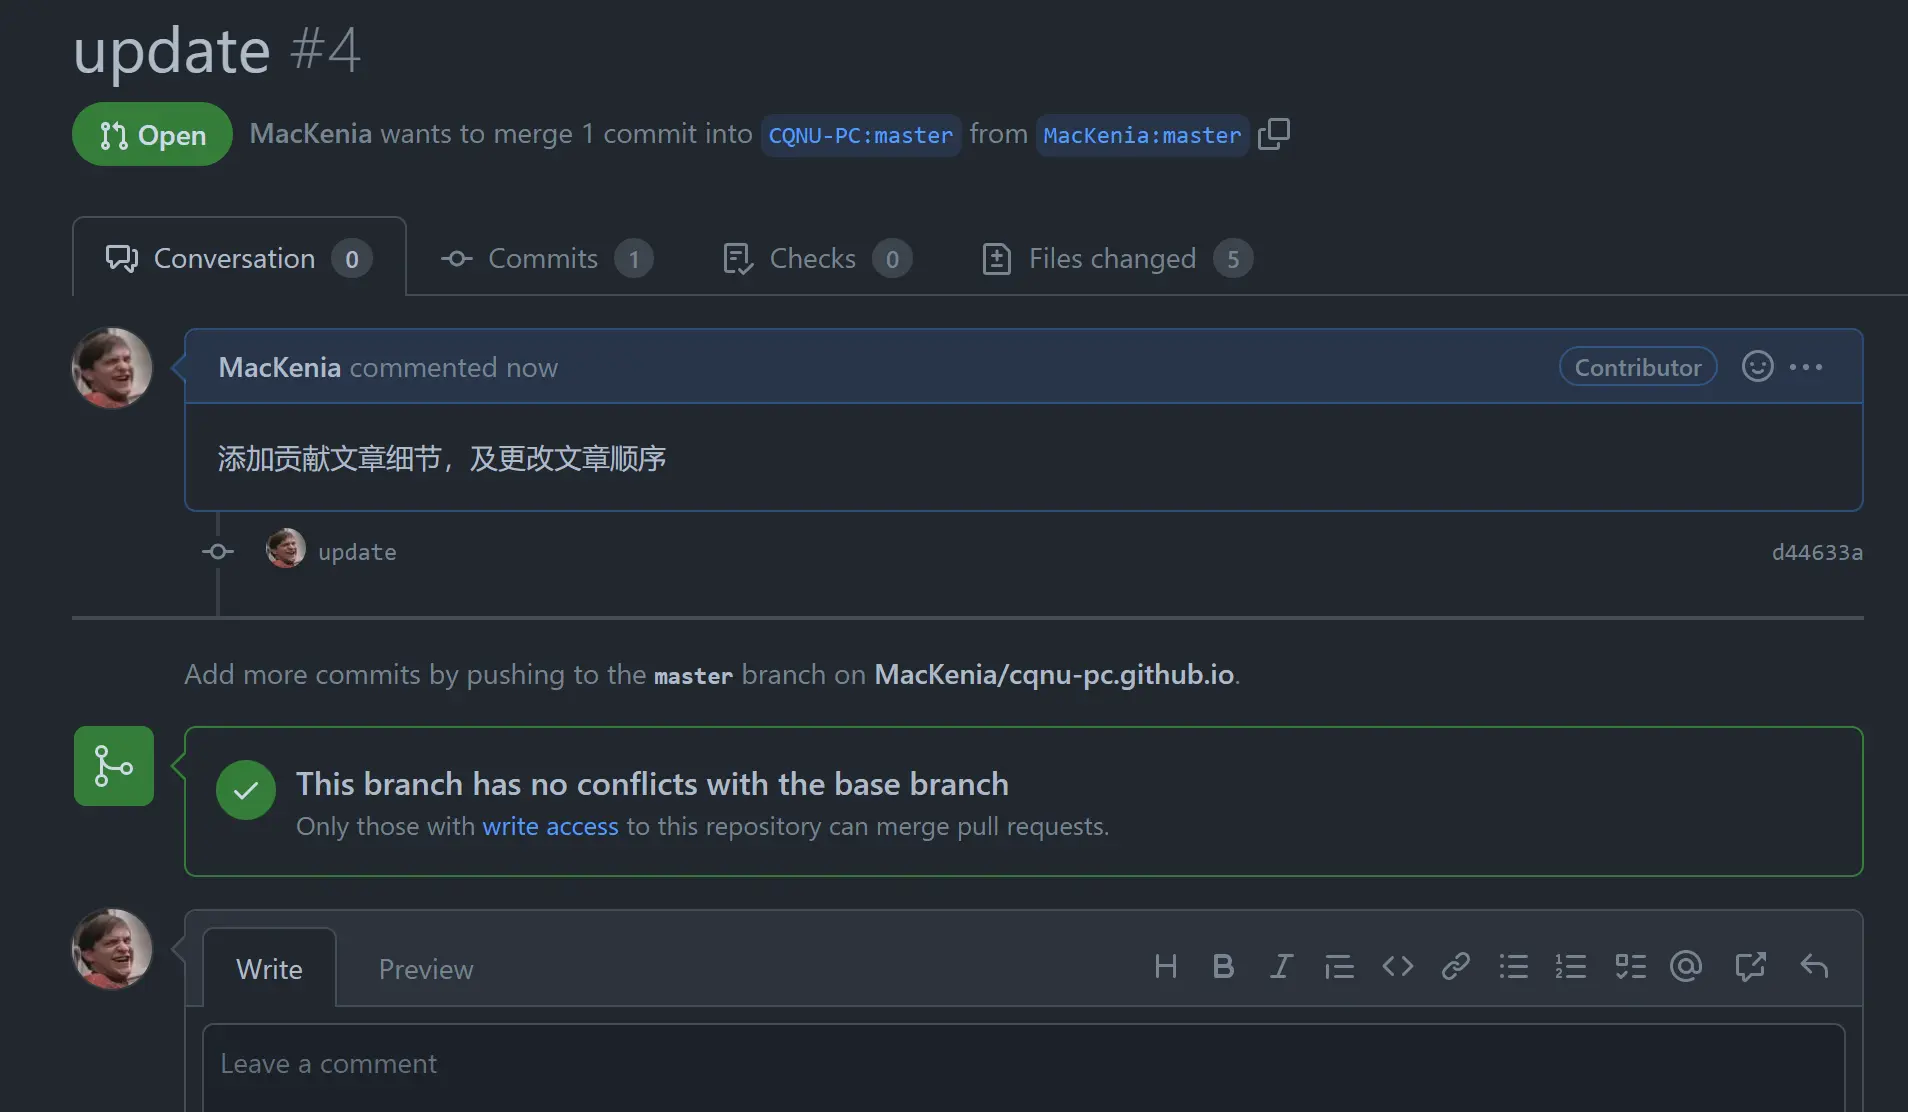 update #4
Open MacKenia wants to merge 1 commit into CQNU-PC:master from MacKenia:master
Conversation 0 Commits 1 Checks 0 Files changed 5
MacKenia commented now Contributor
添加贡献文章细节，及更改文章顺序
update d44633a
Add more commits by pushing to the master branch on MacKenia/cqnu-pc.github.io.
This branch has no conflicts with the base branch
Only those with write access to this repository can merge pull requests.
Write Preview
Leave a comment